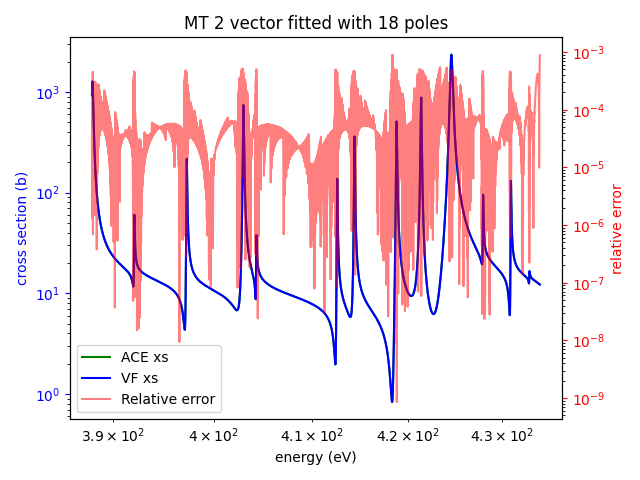 MT 2 vector fitted with 18 poles
cross section (b)
10³
10²
10¹
10⁰
10⁻³
10⁻⁴
10⁻⁵
10⁻⁶
10⁻⁷
10⁻⁸
10⁻⁹
relative error
ACE xs
VF xs
Relative error
3.9 × 10² 4 × 10² 4.1 × 10² 4.2 × 10² 4.3 × 10²
energy (eV)